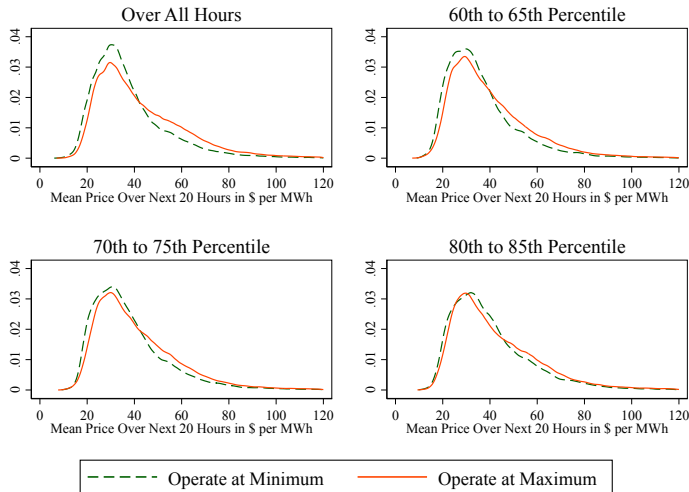 Over All Hours
.04
.03
.02
.01
0
0 20 40 60 80 100 120
Mean Price Over Next 20 Hours in $ per MWh
60th to 65th Percentile
.04
.03
.02
.01
0
0 20 40 60 80 100 120
Mean Price Over Next 20 Hours in $ per MWh
70th to 75th Percentile
.04
.03
.02
.01
0
0 20 40 60 80 100 120
Mean Price Over Next 20 Hours in $ per MWh
80th to 85th Percentile
.04
.03
.02
.01
0
0 20 40 60 80 100 120
Mean Price Over Next 20 Hours in $ per MWh
Operate at Minimum Operate at Maximum